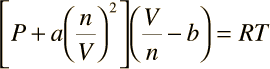 [P + a(n/V)²](V/n − b) = RT